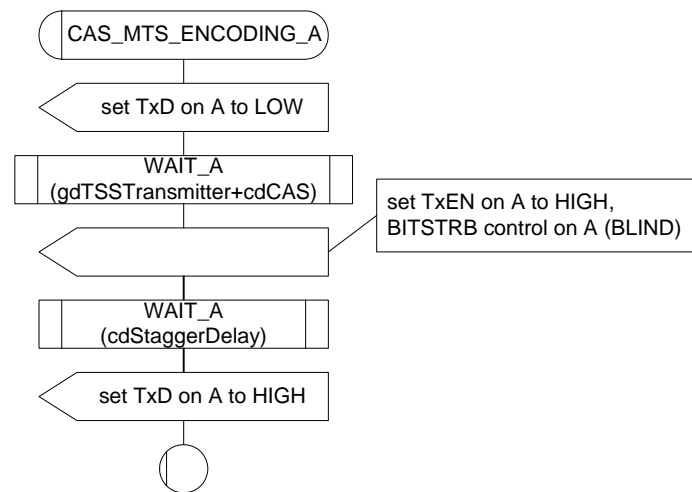 CAS_MTS_ENCODING_A
set TxD on A to LOW
WAIT_A
(gdTSSTransmitter+cdCAS)
set TxEN on A to HIGH,
BITSTRB control on A (BLIND)
WAIT_A
(cdStaggerDelay)
set TxD on A to HIGH